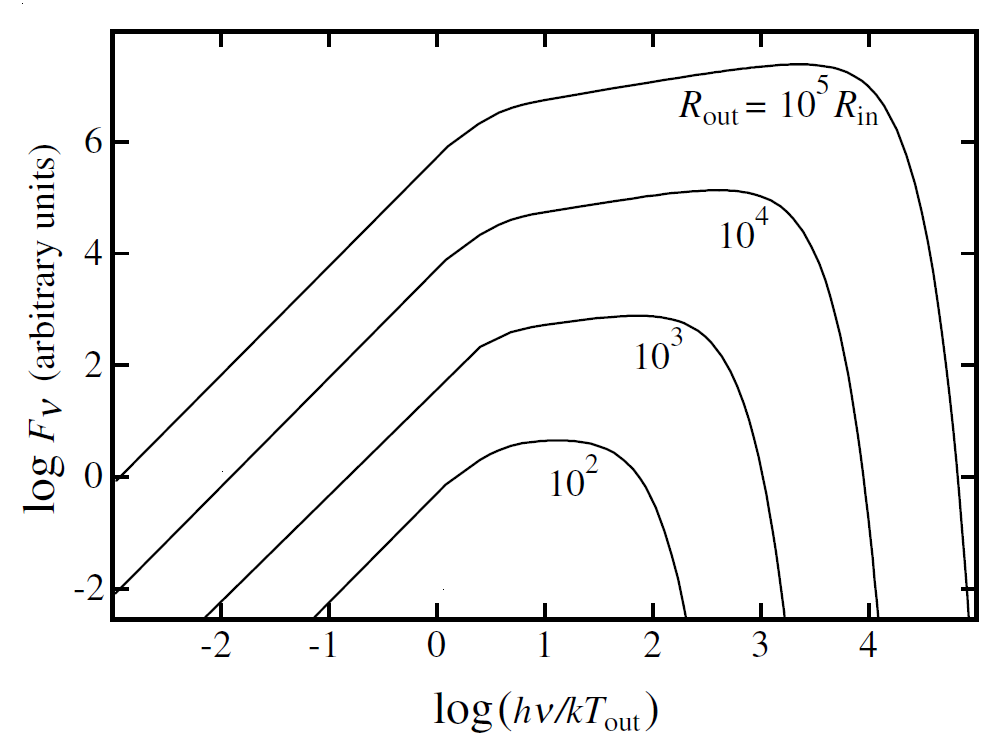 R_out = 10^5 R_in
6
10^4
4
10^3
2
10^2
0
-2
log F_ν (arbitrary units)
-2 -1 0 1 2 3 4
log(hν/kT_out)